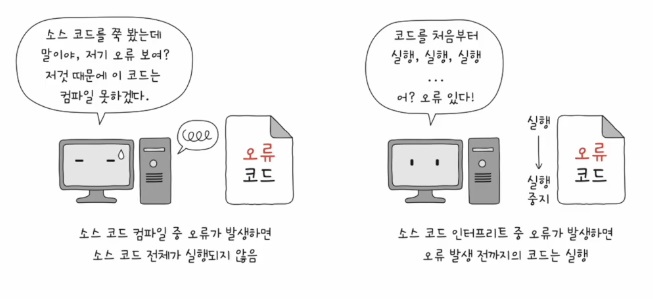 소스 코드를 쭉 봤는데
말이야, 저기 오류 보여?
저것 때문에 이 코드는
컴파일 못하겠다.
오류
코드
소스 코드 컴파일 중 오류가 발생하면
소스 코드 전체가 실행되지 않음
코드를 처음부터
실행, 실행, 실행
...
어? 오류 있다!
실행
실행
중지
오류
코드
소스 코드 인터프리트 중 오류가 발생하면
오류 발생 전까지의 코드는 실행